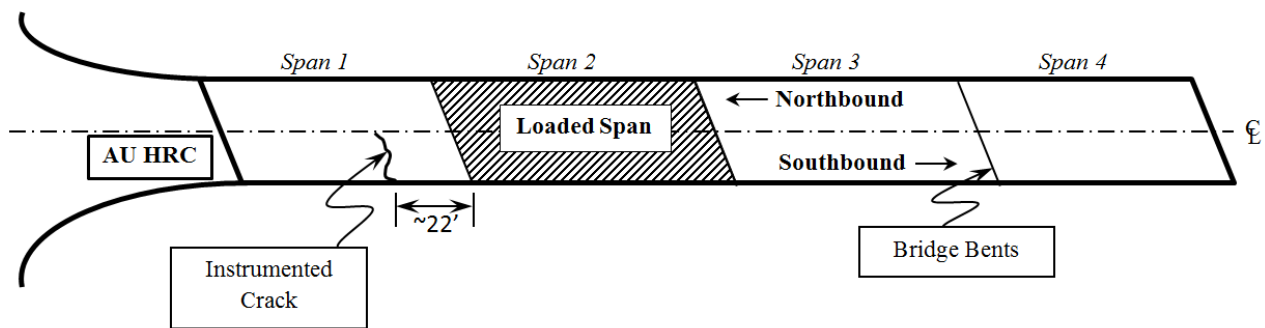 Span 1
Span 2
Span 3
Span 4
Northbound
Loaded Span
℄
AU HRC
Southbound
~22’
Instrumented
Crack
Bridge Bents